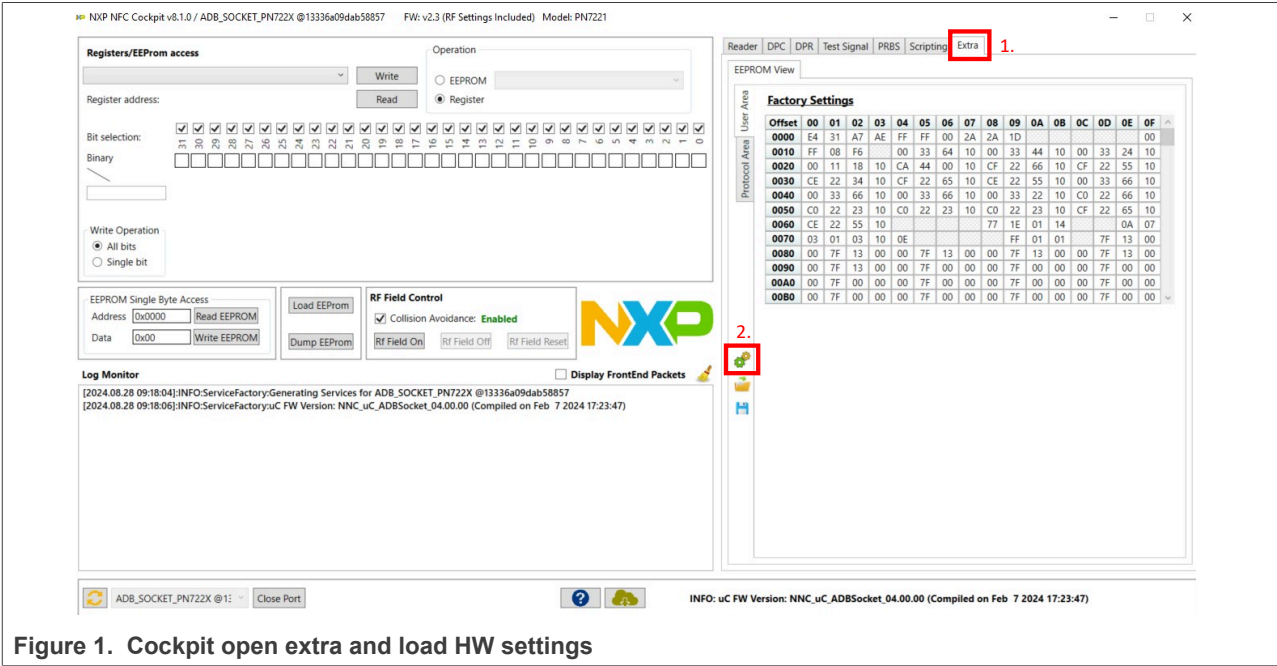 NXP NFC Cockpit v8.1.0 / ADB_SOCKET_PN722X @13336a09dab58857 FW: v2.3 (RF Settings Included) Model: PN7221
Registers/EEProm access
Operation
Write
EEPROM
Register address:
Read
Register
Bit selection:
31 30 29 28 27 26 25 24 23 22 21 20 19 18 17 16 15 14 13 12 11 10 9 8 7 6 5 4 3 2 1 0
Binary
Write Operation
All bits
Single bit
EEPROM Single Byte Access
Address 0x0000 Read EEPROM
Data 0x00 Write EEPROM
Load EEProm
Dump EEProm
RF Field Control
Collision Avoidance: Enabled
Rf Field On Rf Field Off Rf Field Reset
NXP
Log Monitor
Display FrontEnd Packets
[2024.08.28 09:18:04]:INFO:ServiceFactory:Generating Services for ADB_SOCKET_PN722X @13336a09dab58857
[2024.08.28 09:18:06]:INFO:ServiceFactory:uC FW Version: NNC_uC_ADBSocket_04.00.00 (Compiled on Feb 7 2024 17:23:47)
Reader DPC DPR Test Signal PRBS Scripting Extra 1.
EEPROM View
User Area
Protocol Area
Factory Settings
Offset 00 01 02 03 04 05 06 07 08 09 0A 0B 0C 0D 0E 0F
0000 E4 31 A7 AE FF FF 00 2A 2A 1D 00
0010 FF 08 F6 00 33 64 10 00 33 44 10 00 33 24 10
0020 00 11 18 10 CA 44 00 10 CF 22 66 10 CF 22 55 10
0030 CE 22 34 10 CF 22 65 10 CE 22 55 10 00 33 66 10
0040 00 33 66 10 00 33 66 10 00 33 22 10 C0 22 66 10
0050 C0 22 23 10 C0 22 23 10 C0 22 23 10 CF 22 65 10
0060 CE 22 55 10 77 1E 01 14 0A 07
0070 03 01 03 10 0E FF 01 01 7F 13 00
0080 00 7F 13 00 00 7F 13 00 00 7F 13 00 00 7F 13 00
0090 00 7F 13 00 00 7F 00 00 00 7F 00 00 00 7F 00 00
00A0 00 7F 00 00 00 7F 00 00 00 7F 00 00 00 7F 00 00
00B0 00 7F 00 00 00 7F 00 00 00 7F 00 00 00 7F 00 00
2.
ADB_SOCKET_PN722X @1:
Close Port
INFO: uC FW Version: NNC_uC_ADBSocket_04.00.00 (Compiled on Feb 7 2024 17:23:47)
Figure 1. Cockpit open extra and load HW settings